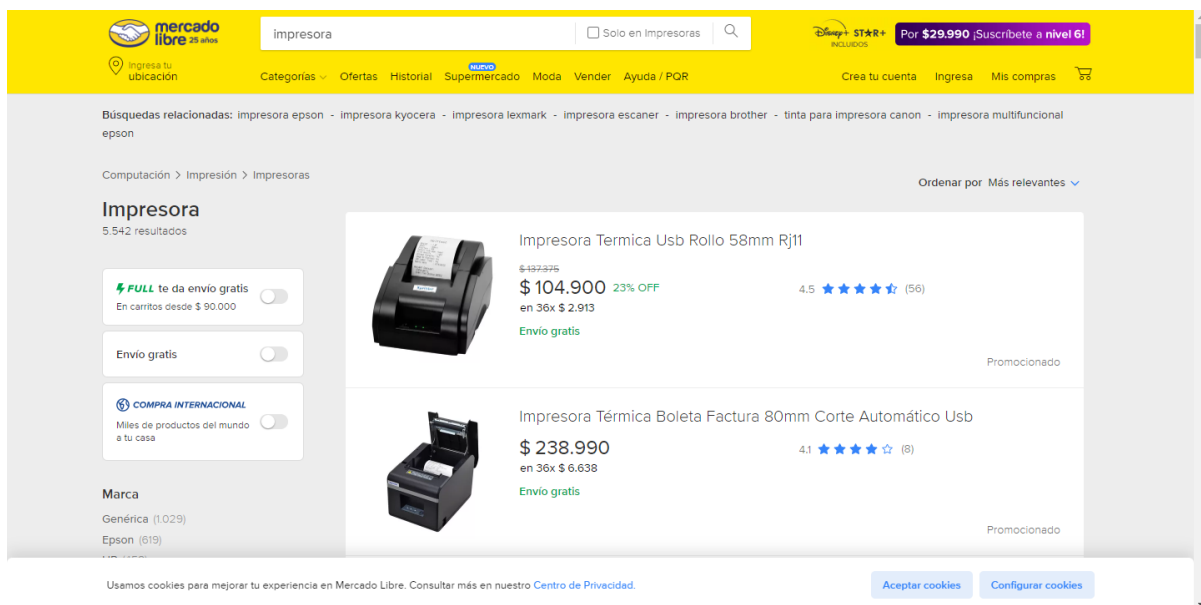 mercado
libre 25 años
impresora
Solo en Impresoras
Disney+ ST★R+
INCLUIDOS
Por $29.990 ¡Suscríbete a nivel 6!
Ingresa tu
ubicación
Categorías
Ofertas
Historial
NUEVO
Supermercado
Moda
Vender
Ayuda / PQR
Crea tu cuenta
Ingresa
Mis compras
Búsquedas relacionadas: impresora epson - impresora kyocera - impresora lexmark - impresora escaner - impresora brother - tinta para impresora canon - impresora multifuncional
epson
Computación > Impresión > Impresoras
Ordenar por Más relevantes
Impresora
5.542 resultados
FULL te da envío gratis
En carritos desde $ 90.000
Envío gratis
COMPRA INTERNACIONAL
Miles de productos del mundo
a tu casa
Marca
Genérica (1.029)
Epson (619)
Impresora Termica Usb Rollo 58mm Rj11
$ 137.375
$ 104.900 23% OFF
en 36x $ 2.913
Envío gratis
4.5 (56)
Promocionado
Impresora Térmica Boleta Factura 80mm Corte Automático Usb
$ 238.990
en 36x $ 6.638
Envío gratis
4.1 (8)
Promocionado
Usamos cookies para mejorar tu experiencia en Mercado Libre. Consultar más en nuestro Centro de Privacidad.
Aceptar cookies
Configurar cookies